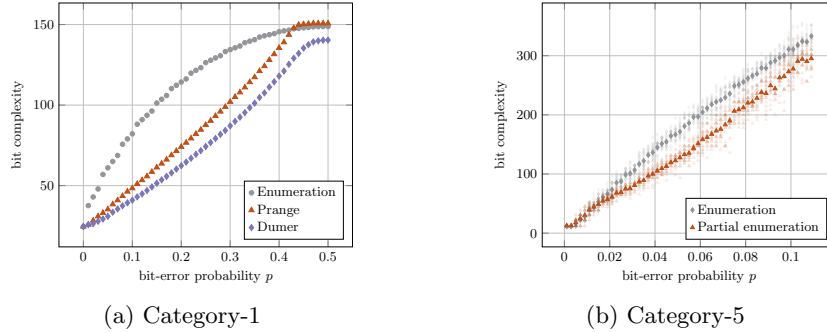 150
100
50
0
0.1
0.2
0.3
0.4
0.5
bit complexity
bit-error probability p
Enumeration
Prange
Dumer
(a) Category-1
300
200
100
0
0.02
0.04
0.06
0.08
0.1
bit complexity
bit-error probability p
Enumeration
Partial enumeration
(b) Category-5